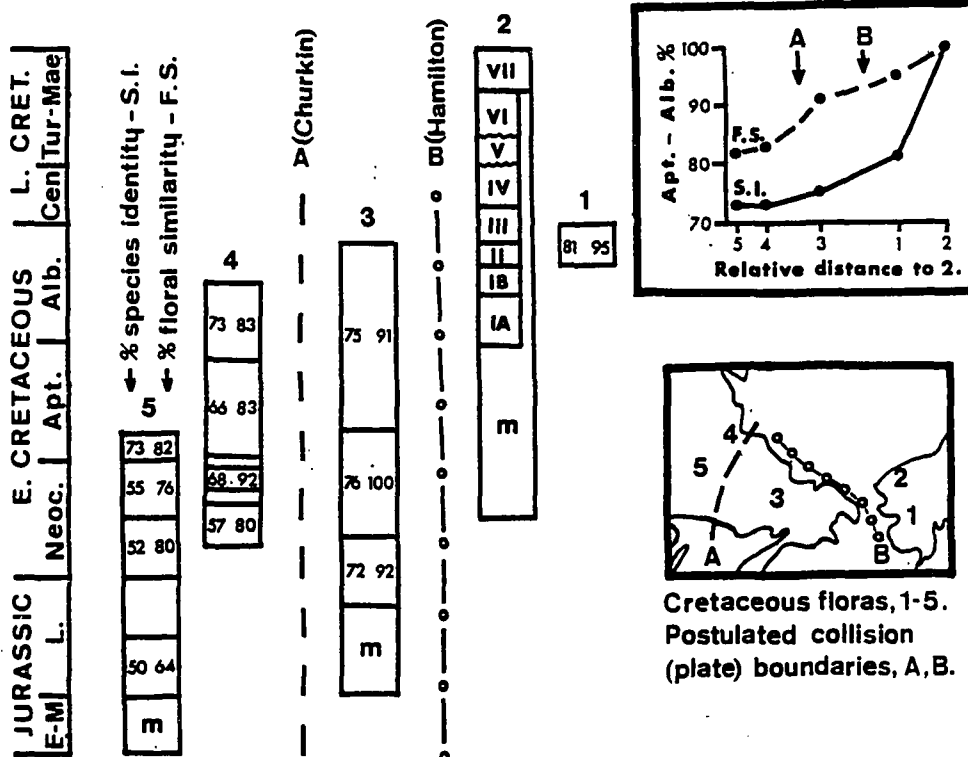 L. CRET.
Cen Tur-Mae
E. CRETACEOUS
Neoc. Apt. Alb.
JURASSIC
E-M L.
% species identity - S.I.
% floral similarity - F.S.
5
73 82
55 76
52 80
50 64
m
4
73 83
66 83
68 92
57 80
A (Churkin)
3
75 91
76 100
72 92
m
B (Hamilton)
2
VII
VI
V
IV
III
II
IB
IA
m
1
81 95
Apt. - Alb. %
100
90
80
70
A
B
F.S.
S.I.
5 4 3 1 2
Relative distance to 2.
4
5
3
2
1
A
B
Cretaceous floras, 1-5.
Postulated collision
(plate) boundaries, A, B.